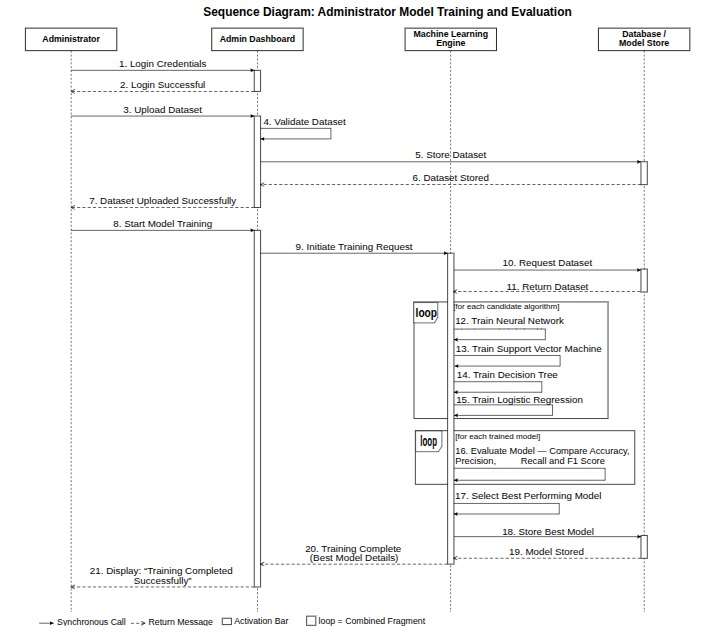 Sequence Diagram: Administrator Model Training and Evaluation
Administrator
Admin Dashboard
Machine Learning
Engine
Database /
Model Store
1. Login Credentials
2. Login Successful
3. Upload Dataset
4. Validate Dataset
5. Store Dataset
6. Dataset Stored
7. Dataset Uploaded Successfully
8. Start Model Training
9. Initiate Training Request
10. Request Dataset
11. Return Dataset
loop
[for each candidate algorithm]
12. Train Neural Network
13. Train Support Vector Machine
14. Train Decision Tree
15. Train Logistic Regression
loop
[for each trained model]
16. Evaluate Model — Compare Accuracy,
Precision, Recall and F1 Score
17. Select Best Performing Model
18. Store Best Model
19. Model Stored
20. Training Complete
(Best Model Details)
21. Display: “Training Completed
Successfully”
Synchronous Call
Return Message
Activation Bar
loop = Combined Fragment